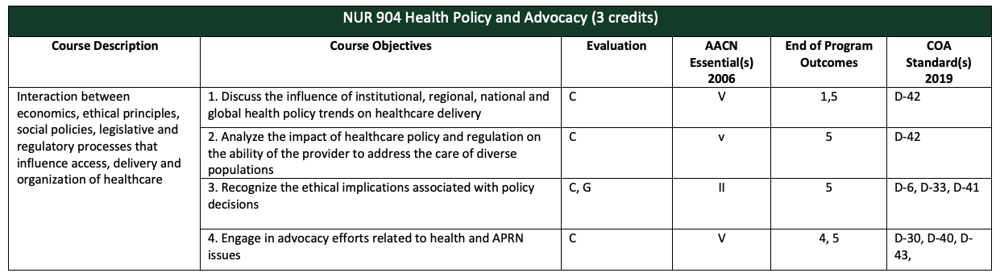 NUR 904 Health Policy and Advocacy (3 credits)
Course Description
Course Objectives
Evaluation
AACN
Essential(s)
2006
End of Program
Outcomes
COA
Standard(s)
2019
Interaction between
economics, ethical principles,
social policies, legislative and
regulatory processes that
influence access, delivery and
organization of healthcare
1. Discuss the influence of institutional, regional, national and
global health policy trends on healthcare delivery
C
V
1,5
D-42
2. Analyze the impact of healthcare policy and regulation on
the ability of the provider to address the care of diverse
populations
C
v
5
D-42
3. Recognize the ethical implications associated with policy
decisions
C, G
II
5
D-6, D-33, D-41
4. Engage in advocacy efforts related to health and APRN
issues
C
V
4, 5
D-30, D-40, D-
43,